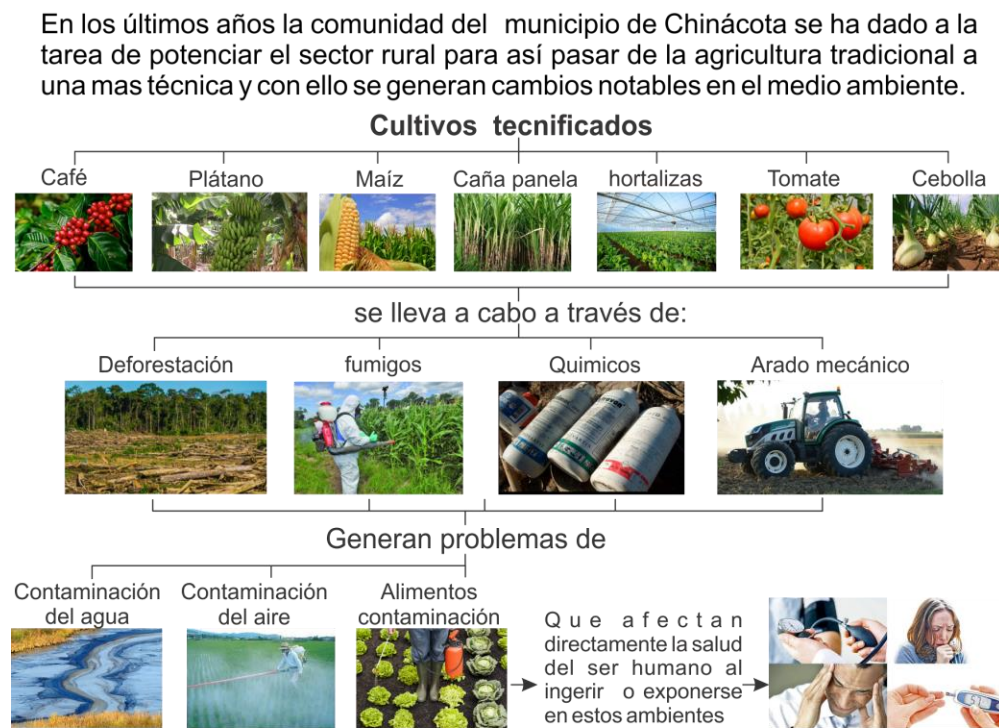 En los últimos años la comunidad del municipio de Chinácota se ha dado a la
tarea de potenciar el sector rural para así pasar de la agricultura tradicional a
una mas técnica y con ello se generan cambios notables en el medio ambiente.
Cultivos tecnificados
Café Plátano Maíz Caña panela hortalizas Tomate Cebolla
se lleva a cabo a través de:
Deforestación fumigos Quimicos Arado mecánico
Generan problemas de
Contaminación
del agua
Contaminación
del aire
Alimentos
contaminación
Que afectan
directamente la salud
del ser humano al
ingerir o exponerse
en estos ambientes